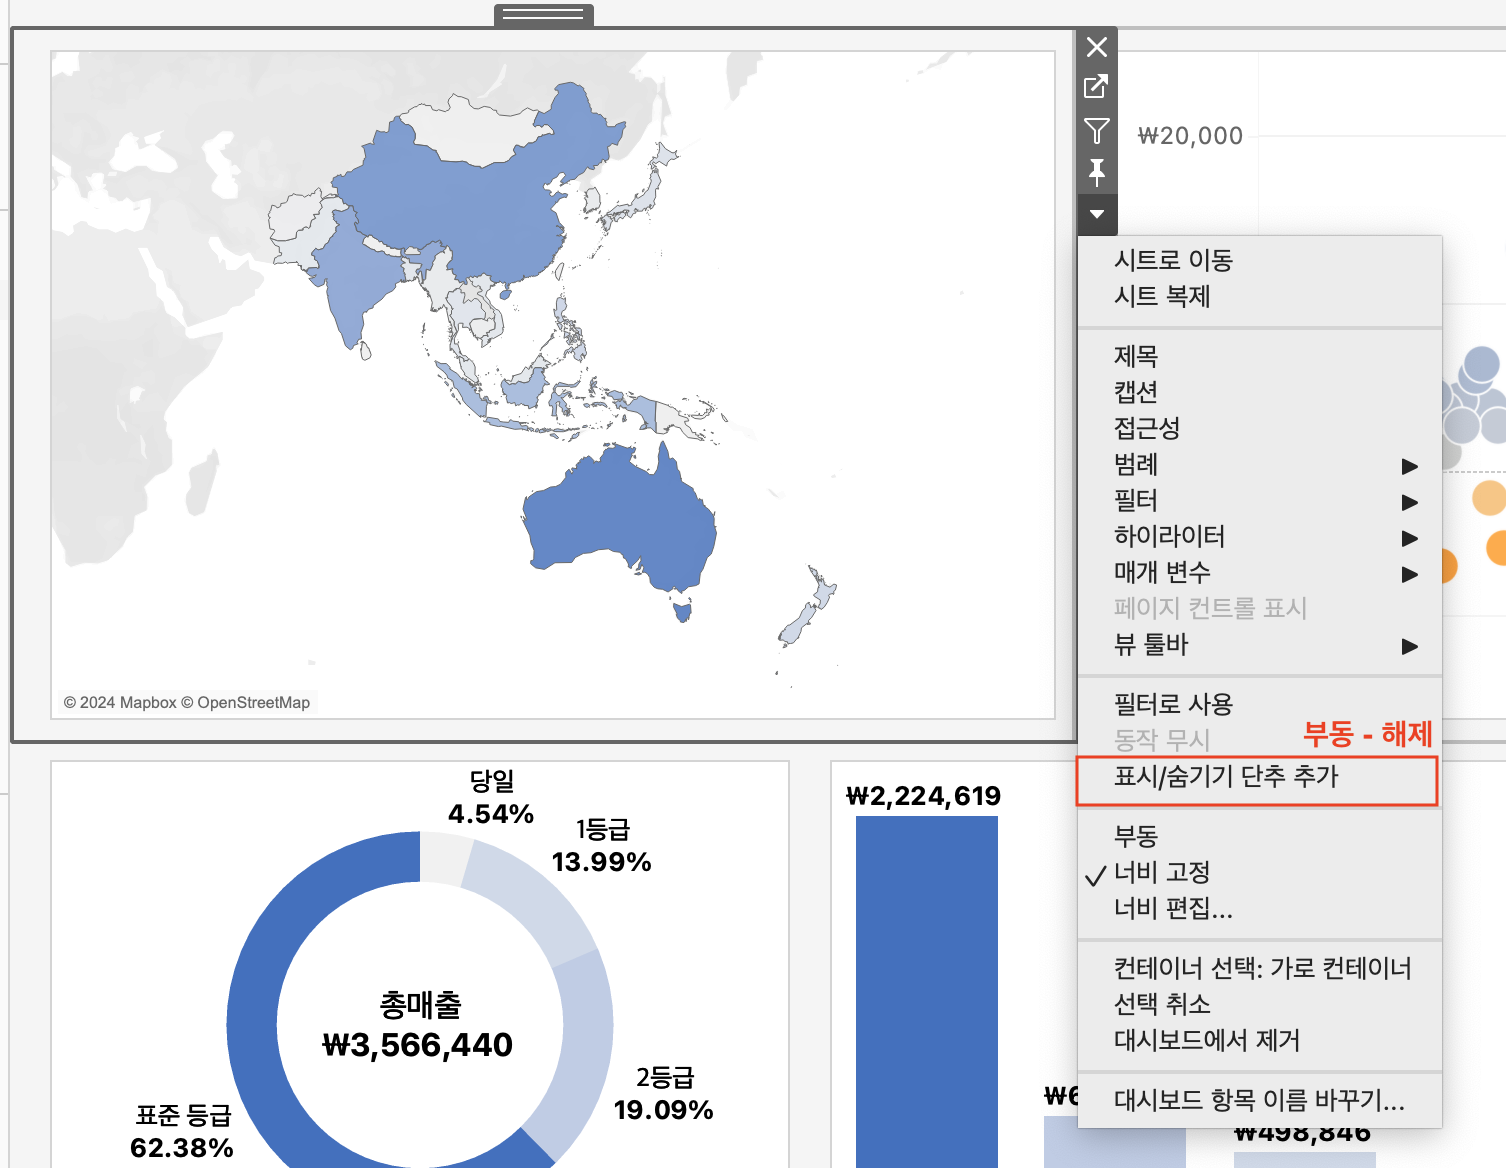 ₩20,000
시트로 이동
시트 복제
제목
캡션
접근성
범례
필터
하이라이터
매개 변수
페이지 컨트롤 표시
뷰 툴바
© 2024 Mapbox © OpenStreetMap
필터로 사용
부동 - 해제
동작 무시
표시/숨기기 단추 추가
부동
너비 고정
너비 편집...
컨테이너 선택: 가로 컨테이너
선택 취소
대시보드에서 제거
대시보드 항목 이름 바꾸기...
당일
4.54%
1등급
13.99%
총매출
₩3,566,440
2등급
19.09%
표준 등급
62.38%
₩2,224,619
₩6
₩498,846